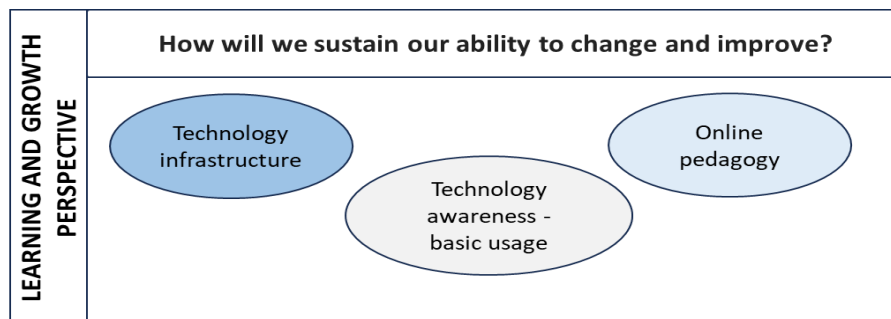 LEARNING AND GROWTH
PERSPECTIVE
How will we sustain our ability to change and improve?
Technology
infrastructure
Technology
awareness -
basic usage
Online
pedagogy